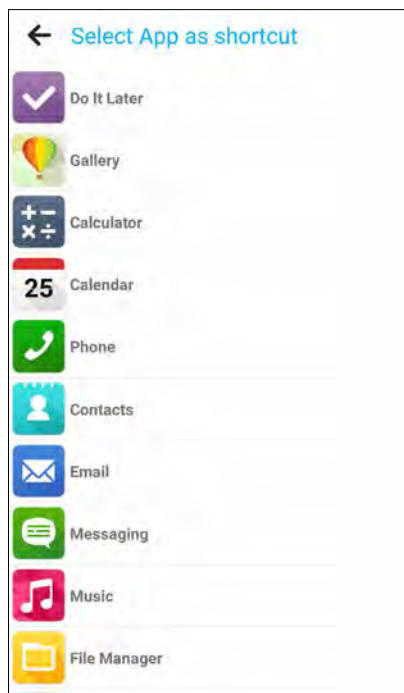 Select App as shortcut
Do It Later
Gallery
Calculator
25 Calendar
Phone
Contacts
Email
Messaging
Music
File Manager